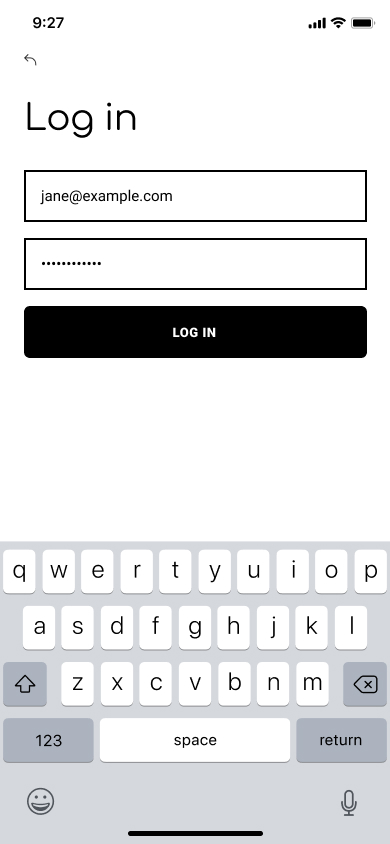 9:27
Log in
jane@example.com
••••••••••••
LOG IN
q w e r t y u i o p
a s d f g h j k l
z x c v b n m
123 space return